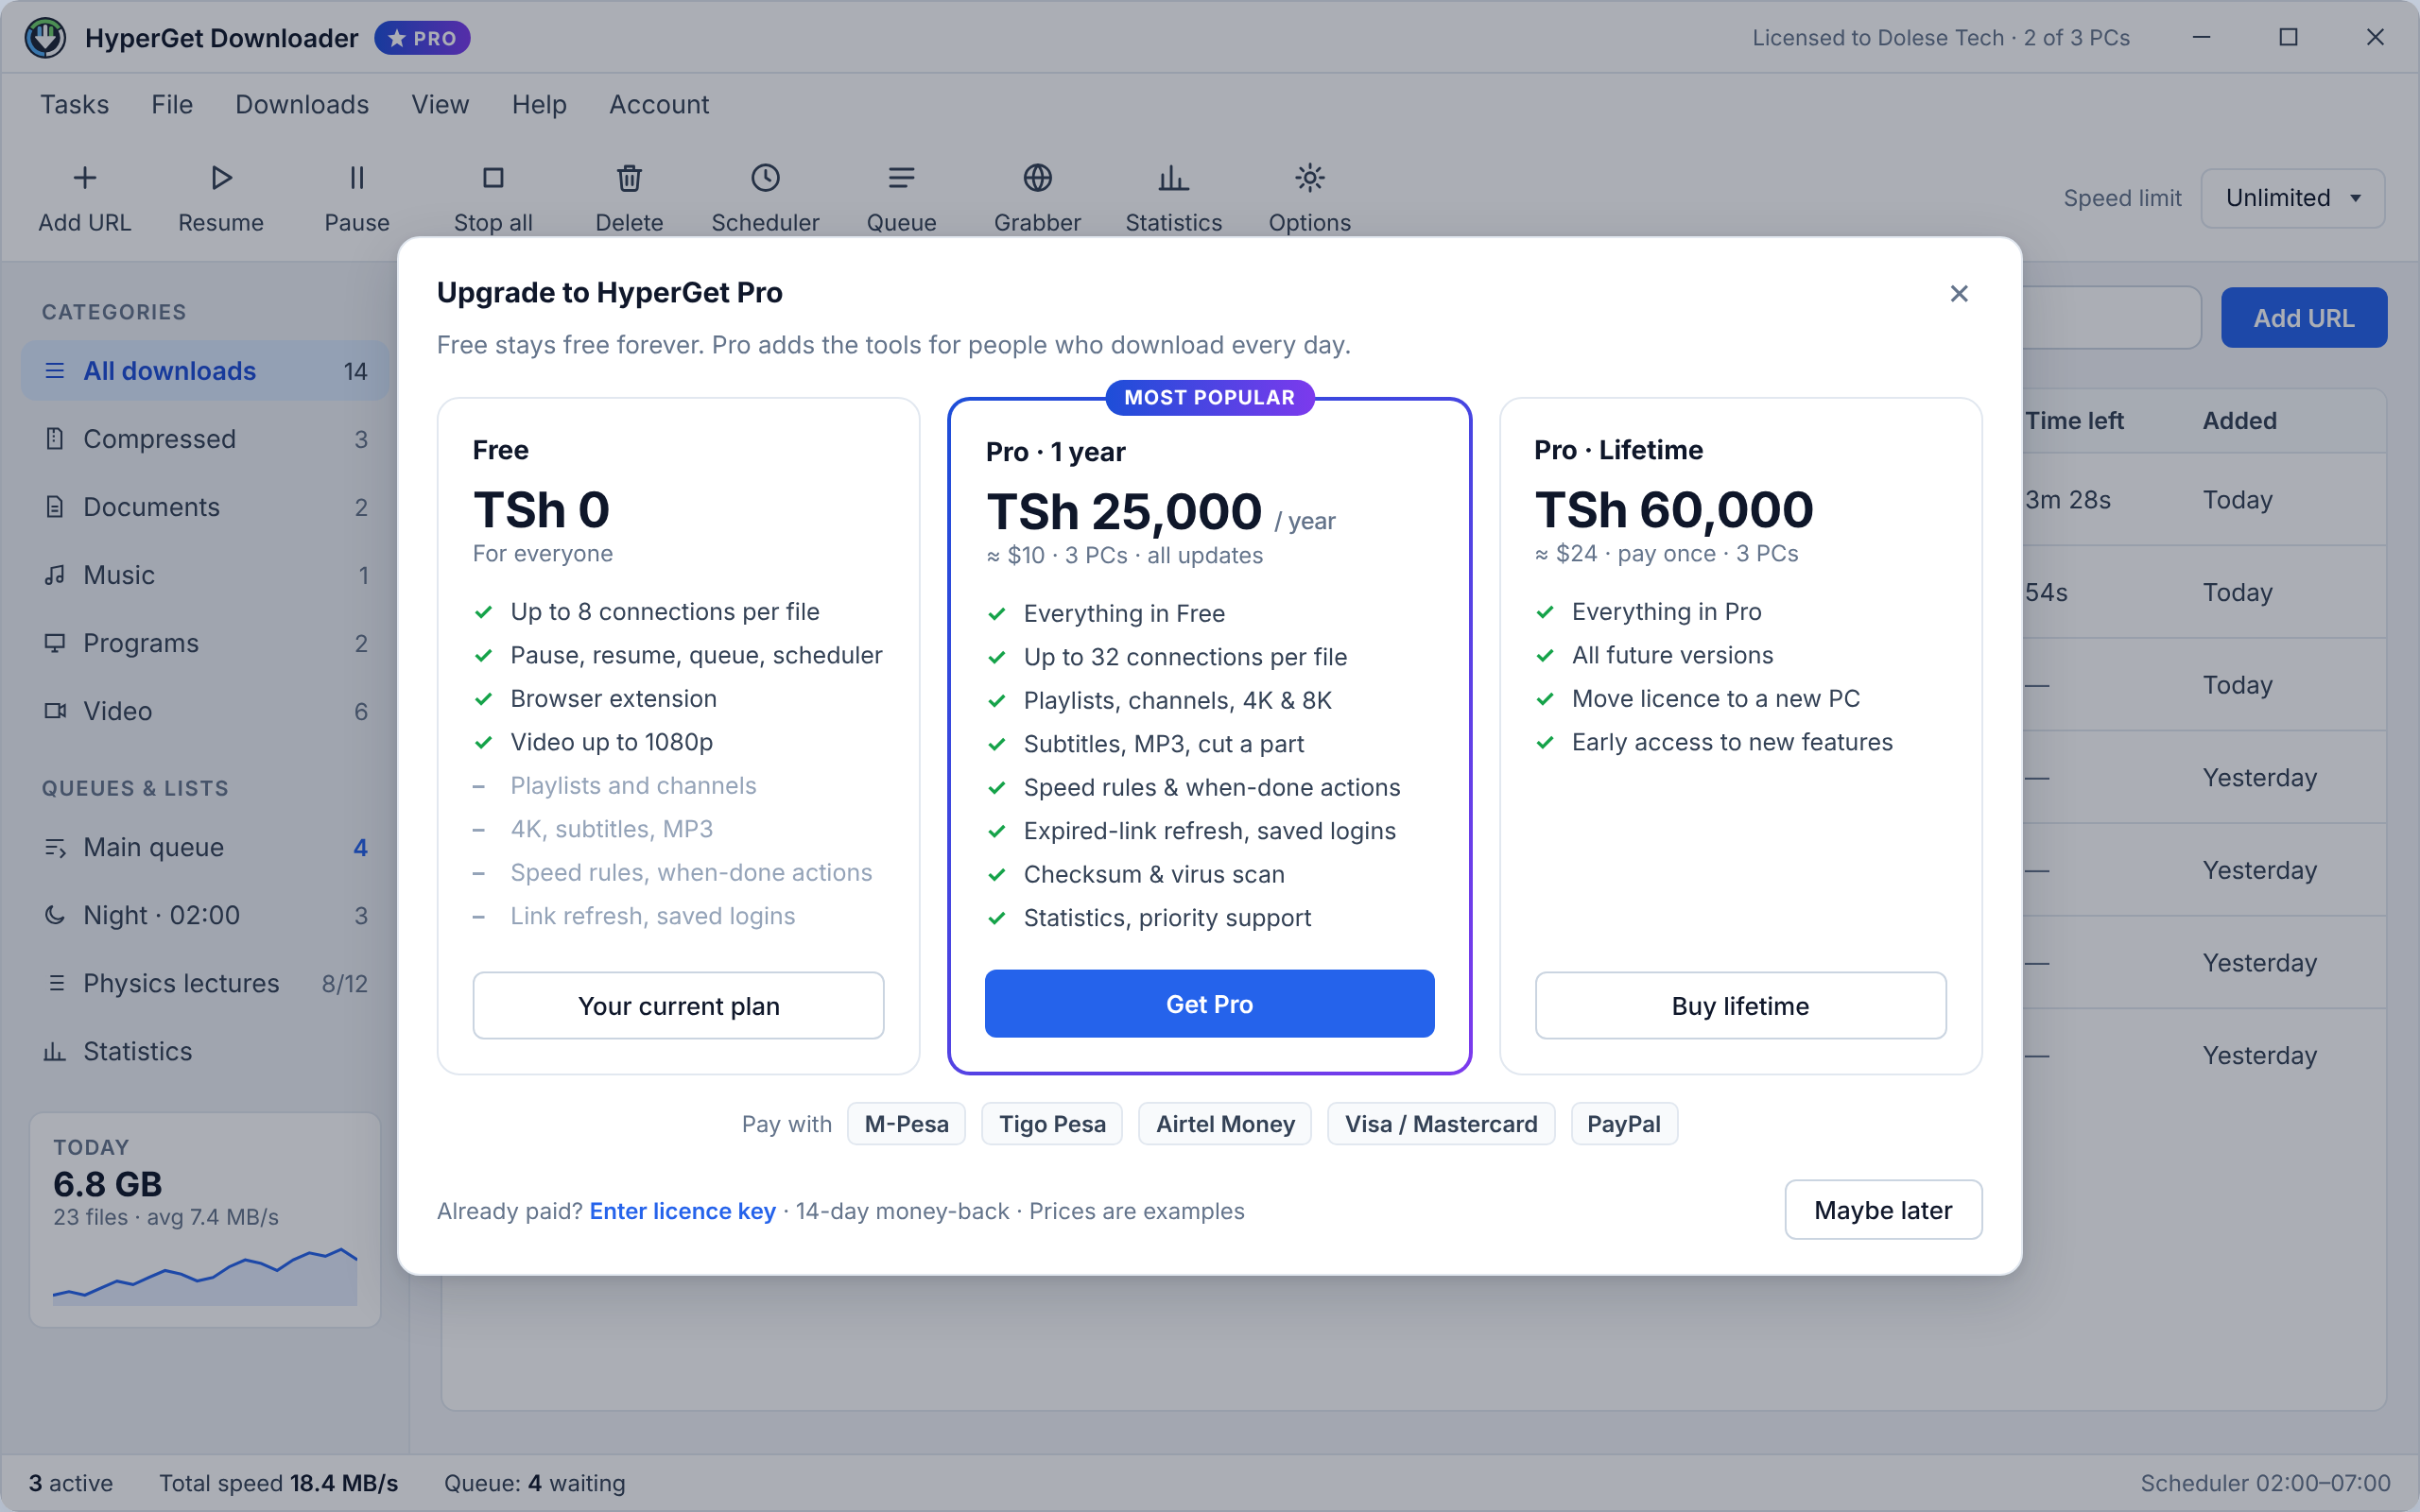 HyperGet Downloader
PRO
Licensed to Dolese Tech · 2 of 3 PCs
Tasks File Downloads View Help Account
Add URL Resume Pause Stop all Delete Scheduler Queue Grabber Statistics Options
Speed limit Unlimited
CATEGORIES
All downloads 14
Compressed 3
Documents 2
Music 1
Programs 2
Video 6
QUEUES & LISTS
Main queue 4
Night · 02:00 3
Physics lectures 8/12
Statistics
TODAY
6.8 GB
23 files · avg 7.4 MB/s
Upgrade to HyperGet Pro
Free stays free forever. Pro adds the tools for people who download every day.
Free
TSh 0
For everyone
Up to 8 connections per file
Pause, resume, queue, scheduler
Browser extension
Video up to 1080p
– Playlists and channels
– 4K, subtitles, MP3
– Speed rules, when-done actions
– Link refresh, saved logins
Your current plan
MOST POPULAR
Pro · 1 year
TSh 25,000 / year
≈ $10 · 3 PCs · all updates
Everything in Free
Up to 32 connections per file
Playlists, channels, 4K & 8K
Subtitles, MP3, cut a part
Speed rules & when-done actions
Expired-link refresh, saved logins
Checksum & virus scan
Statistics, priority support
Get Pro
Pro · Lifetime
TSh 60,000
≈ $24 · pay once · 3 PCs
Everything in Pro
All future versions
Move licence to a new PC
Early access to new features
Buy lifetime
Pay with M-Pesa Tigo Pesa Airtel Money Visa / Mastercard PayPal
Already paid? Enter licence key · 14-day money-back · Prices are examples
Maybe later
Add URL
Time left Added
3m 28s Today
54s Today
— Today
— Yesterday
— Yesterday
— Yesterday
— Yesterday
3 active Total speed 18.4 MB/s Queue: 4 waiting
Scheduler 02:00–07:00